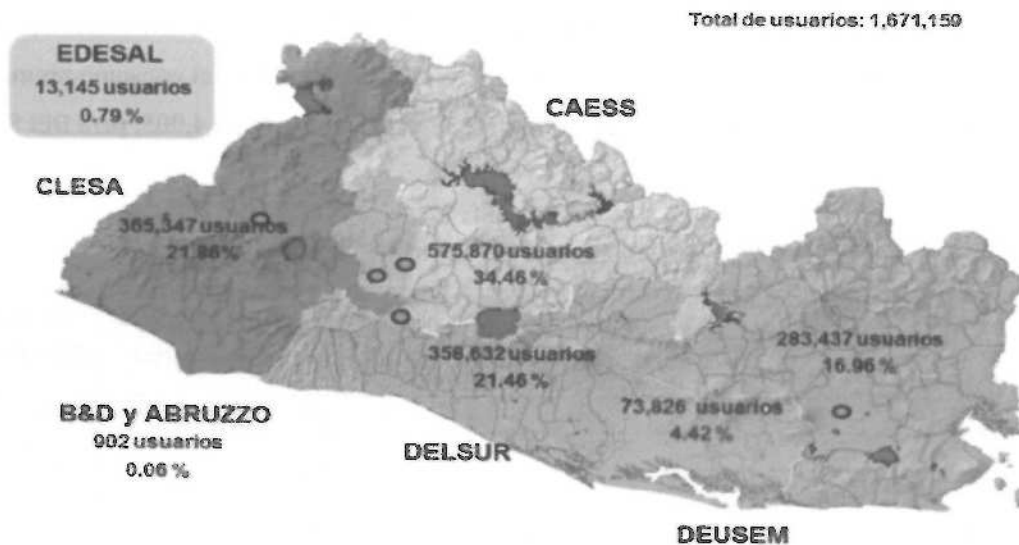 Total de usuarios: 1,671,159
EDESAL
13,145 usuarios
0.79 %
CAESS
CLESA
365,347 usuarios
21.86%
575.870 usuarios
34.46 %
358,632 usuarios
21.46 %
283,437 usuarios
16.96 %
73,826 usuarios
4.42 %
B&D y ABRUZZO
902 usuarios
0.06 %
DELSUR
DEUSEM